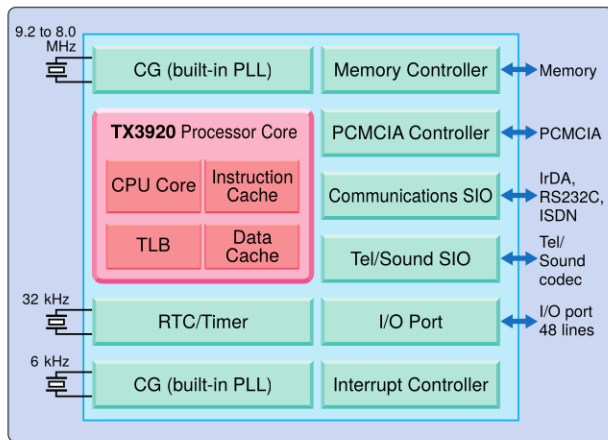 9.2 to 8.0
MHz
CG (built-in PLL)
Memory Controller
Memory
TX3920 Processor Core
PCMCIA Controller
PCMCIA
CPU Core
Instruction
Cache
Communications SIO
IrDA,
RS232C,
ISDN
TLB
Data
Cache
Tel/Sound SIO
Tel/
Sound
codec
32 kHz
RTC/Timer
I/O Port
I/O port
48 lines
6 kHz
CG (built-in PLL)
Interrupt Controller